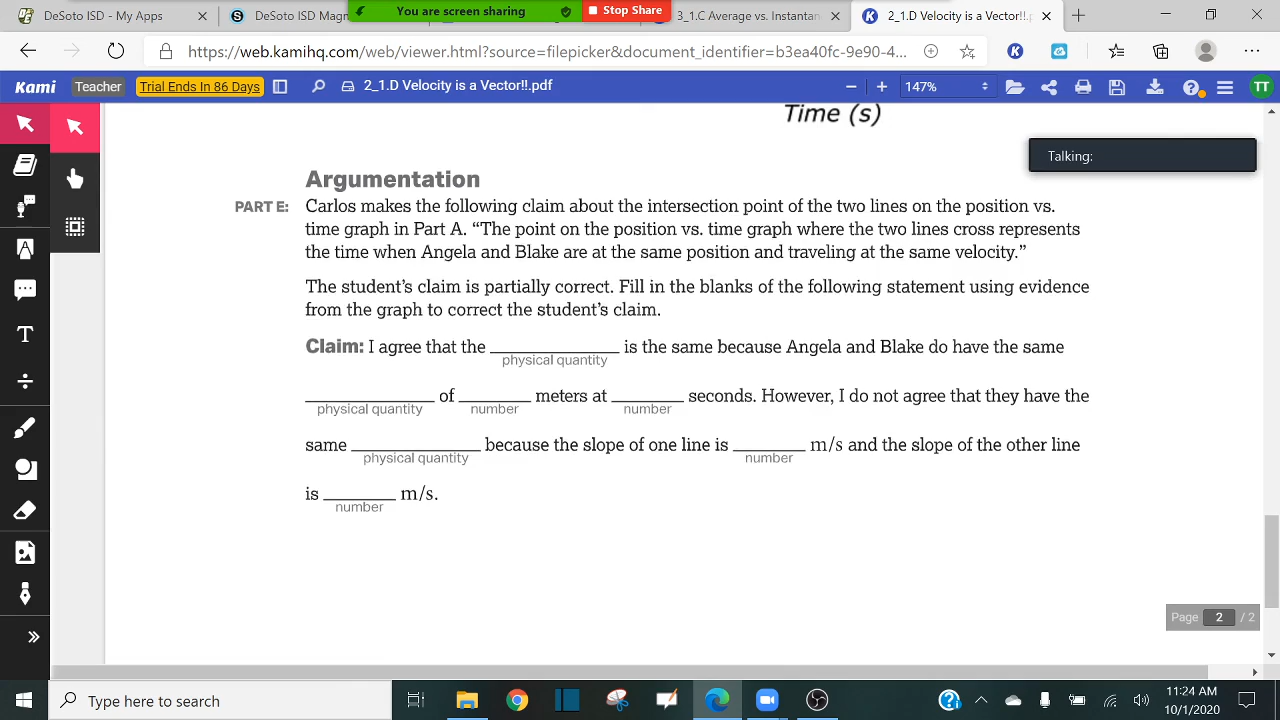 DeSoto ISD - My
DeSoto ISD Magn
You are screen sharing
Stop Share
3_1.C Average vs. Instantane
2_1.D Velocity is a Vector!!.pdf
https://web.kamihq.com/web/viewer.html?source=filepicker&document_identifier=b3ea40fc-9e90-4...
Kami Teacher Trial Ends In 86 Days 2_1.D Velocity is a Vector!!.pdf 147% TT
Time (s)
Talking:
Argumentation
PART E: Carlos makes the following claim about the intersection point of the two lines on the position vs.
time graph in Part A. “The point on the position vs. time graph where the two lines cross represents
the time when Angela and Blake are at the same position and traveling at the same velocity.”
The student’s claim is partially correct. Fill in the blanks of the following statement using evidence
from the graph to correct the student’s claim.
Claim: I agree that the ____________ is the same because Angela and Blake do have the same
physical quantity
____________ of _______ meters at _______ seconds. However, I do not agree that they have the
physical quantity number number
same ____________ because the slope of one line is _______ m/s and the slope of the other line
physical quantity number
is _______ m/s.
number
Page 2 / 2
Type here to search
11:24 AM
10/1/2020